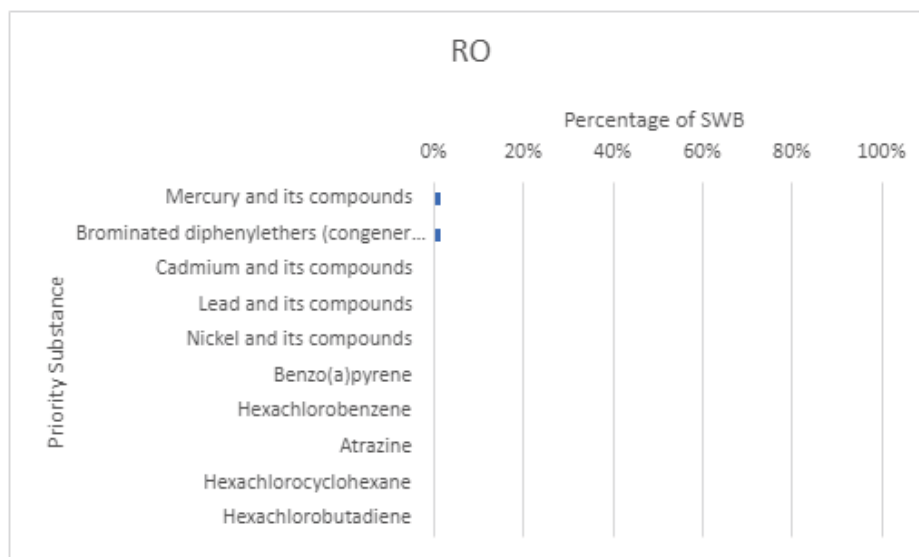 RO
Percentage of SWB
0% 20% 40% 60% 80% 100%
Priority Substance
Mercury and its compounds
Brominated diphenylethers (congener...
Cadmium and its compounds
Lead and its compounds
Nickel and its compounds
Benzo(a)pyrene
Hexachlorobenzene
Atrazine
Hexachlorocyclohexane
Hexachlorobutadiene